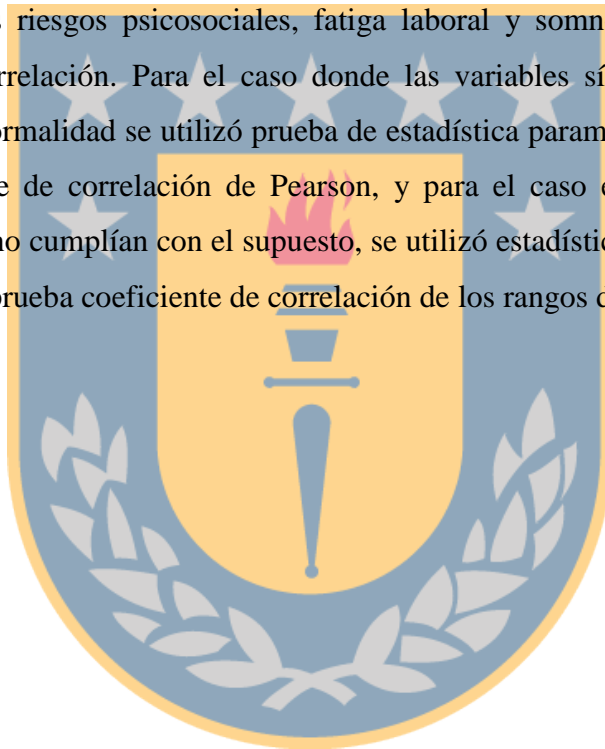 riesgos psicosociales, fatiga laboral y somn
rrelación. Para el caso donde las variables sí
ormalidad se utilizó prueba de estadística param
e de correlación de Pearson, y para el caso e
no cumplían con el supuesto, se utilizó estadístic
prueba coeficiente de correlación de los rangos d